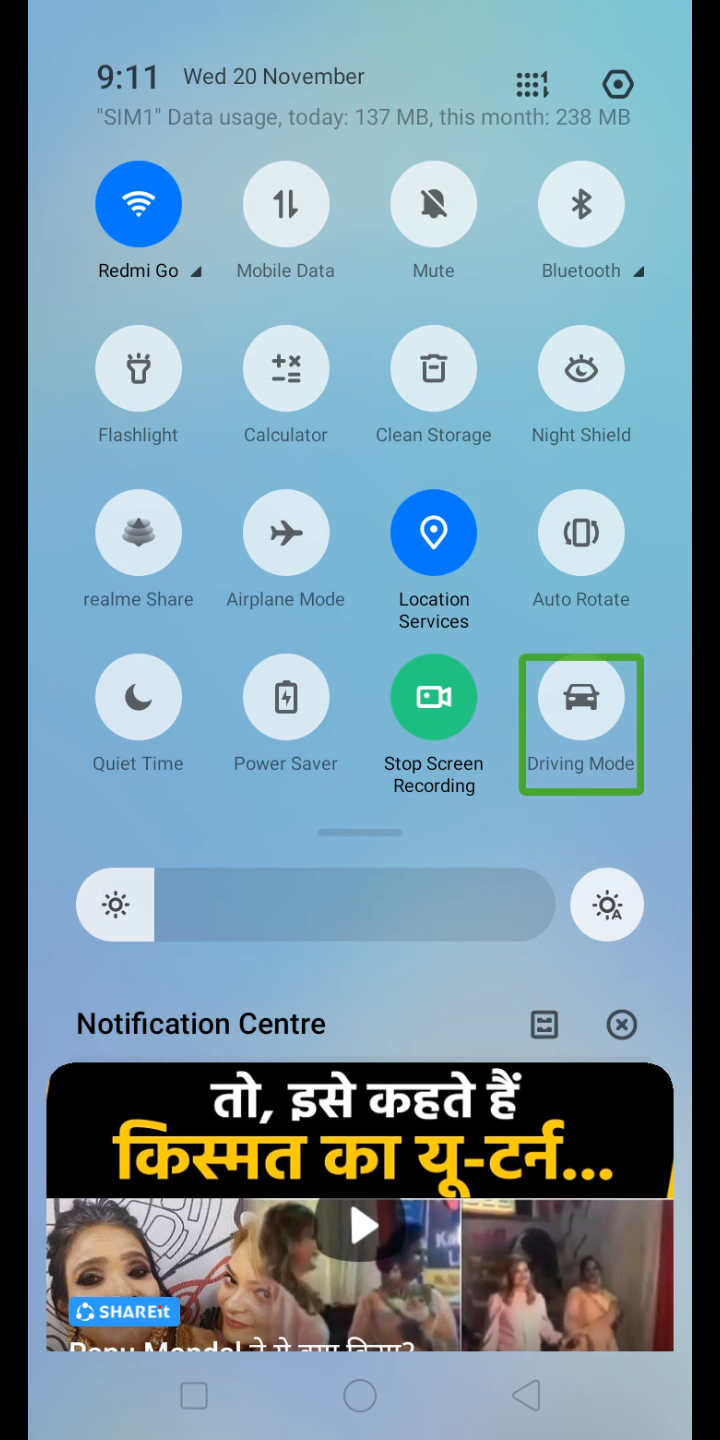 9:11 Wed 20 November
"SIM1" Data usage, today: 137 MB, this month: 238 MB
Redmi Go
Mobile Data
Mute
Bluetooth
Flashlight
Calculator
Clean Storage
Night Shield
realme Share
Airplane Mode
Location
Services
Auto Rotate
Quiet Time
Power Saver
Stop Screen
Recording
Driving Mode
A
Notification Centre
तो, इसे कहते हैं
किस्मत का यू-टर्न...
SHAREit